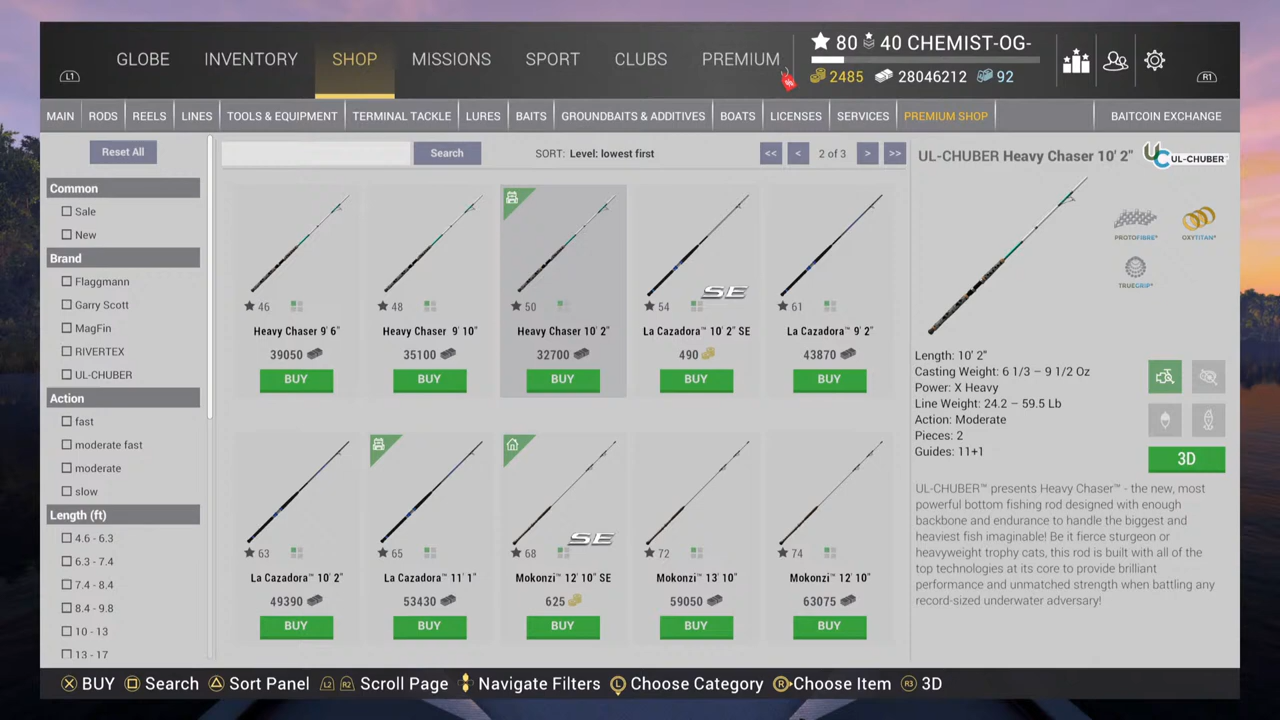 GLOBE INVENTORY SHOP MISSIONS SPORT CLUBS PREMIUM
80 40 CHEMIST-OG-
2485 28046212 92
L1
R1
MAIN RODS REELS LINES TOOLS & EQUIPMENT TERMINAL TACKLE LURES BAITS GROUNDBAITS & ADDITIVES BOATS LICENSES SERVICES PREMIUM SHOP BAITCOIN EXCHANGE
Reset All
Common
Sale
New
Brand
Flaggmann
Garry Scott
MagFin
RIVERTEX
UL-CHUBER
Action
fast
moderate fast
moderate
slow
Length (ft)
4.6 - 6.3
6.3 - 7.4
7.4 - 8.4
8.4 - 9.8
10 - 13
13 - 17
Search SORT: Level: lowest first << < 2 of 3 > >>
46 48 50 54 SE 61
Heavy Chaser 9' 6" Heavy Chaser 9' 10" Heavy Chaser 10' 2" La Cazadora™ 10' 2" SE La Cazadora™ 9' 2"
39050 35100 32700 490 43870
BUY BUY BUY BUY BUY
63 65 68 SE 72 74
La Cazadora™ 10' 2" La Cazadora™ 11' 1" Mokonzi™ 12' 10" SE Mokonzi™ 13' 10" Mokonzi™ 12' 10"
49390 53430 625 59050 63075
BUY BUY BUY BUY BUY
UL-CHUBER Heavy Chaser 10' 2" UC UL-CHUBER™
PROTOFIBRE® OXYTITAN®
TRUEGRIP®
Length: 10' 2"
Casting Weight: 6 1/3 – 9 1/2 Oz
Power: X Heavy
Line Weight: 24.2 – 59.5 Lb
Action: Moderate
Pieces: 2
Guides: 11+1
3D
UL-CHUBER™ presents Heavy Chaser™ - the new, most
powerful bottom fishing rod designed with enough
backbone and endurance to handle the biggest and
heaviest fish imaginable! Be it fierce sturgeon or
heavyweight trophy cats, this rod is built with all of the
top technologies at its core to provide brilliant
performance and unmatched strength when battling any
record-sized underwater adversary!
BUY Search Sort Panel L2 R2 Scroll Page Navigate Filters L Choose Category R Choose Item R3 3D